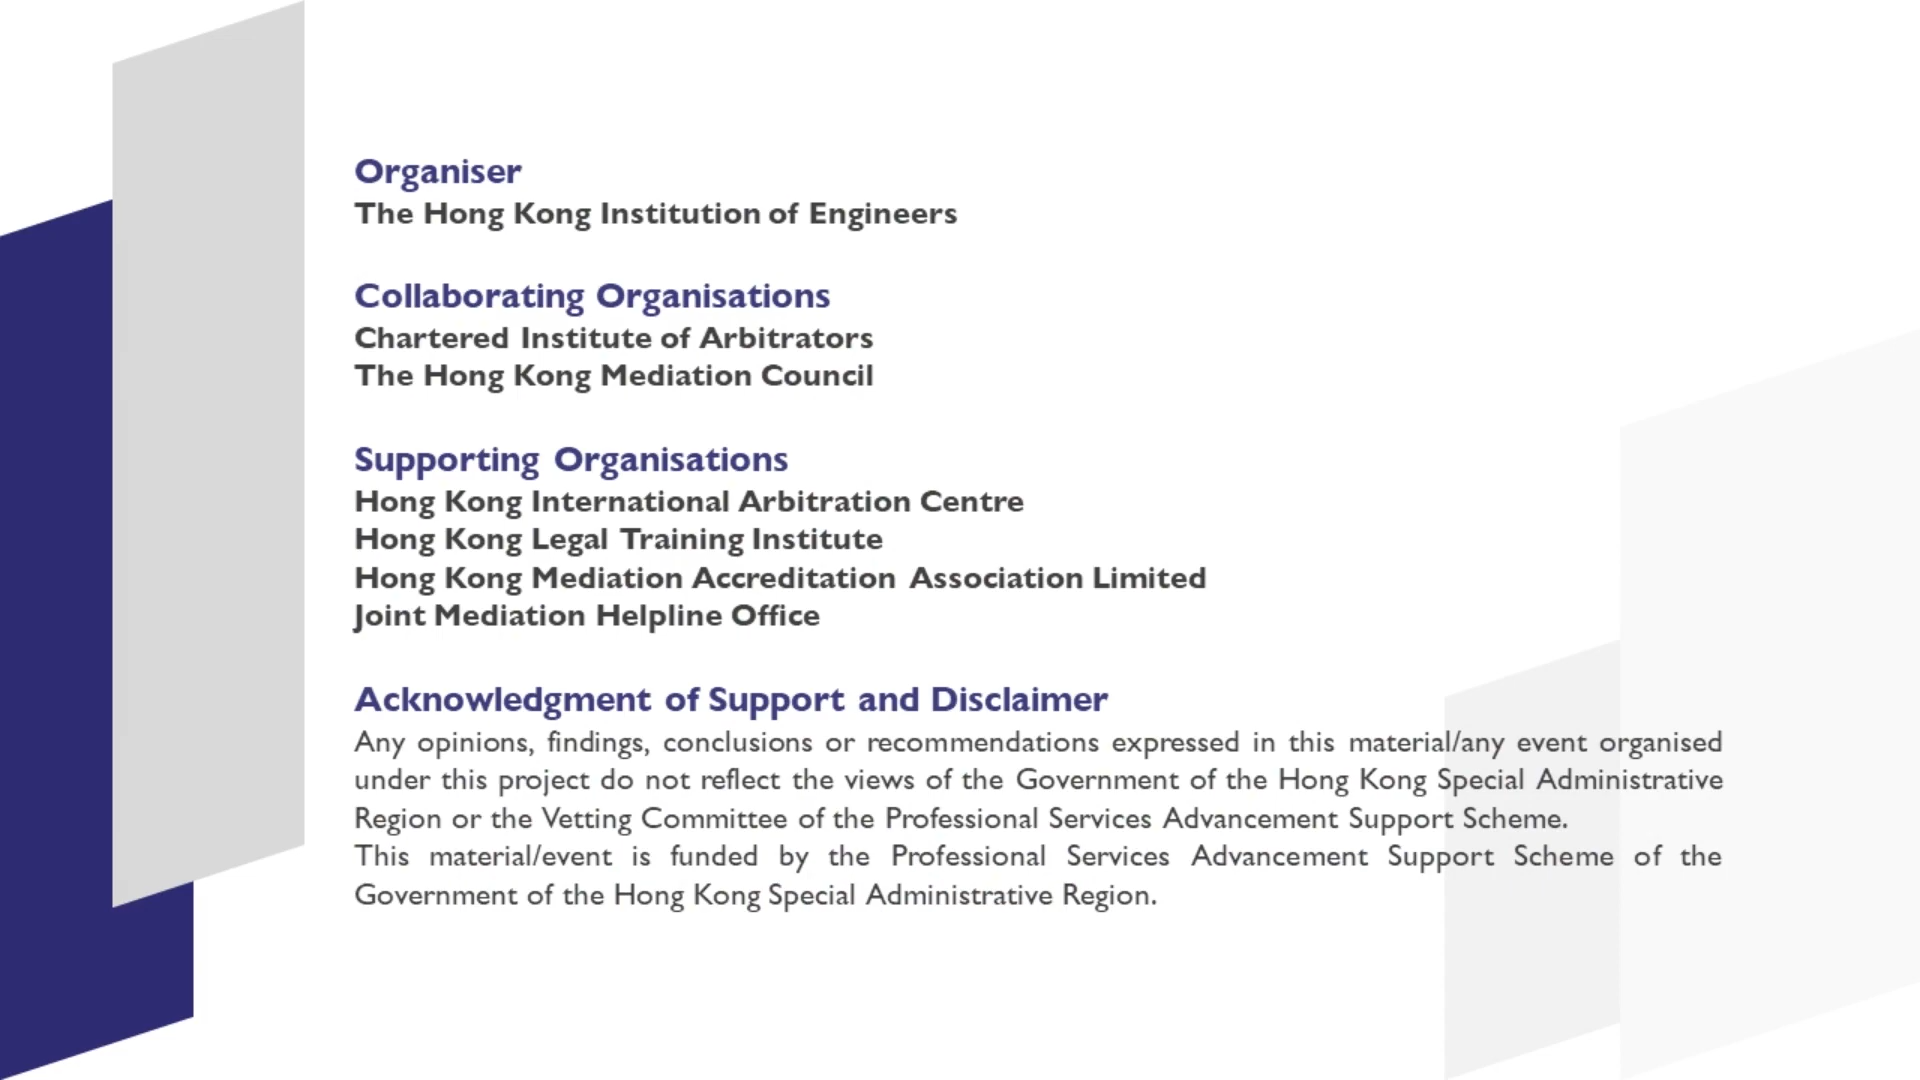 Organiser
The Hong Kong Institution of Engineers
Collaborating Organisations
Chartered Institute of Arbitrators
The Hong Kong Mediation Council
Supporting Organisations
Hong Kong International Arbitration Centre
Hong Kong Legal Training Institute
Hong Kong Mediation Accreditation Association Limited
Joint Mediation Helpline Office
Acknowledgment of Support and Disclaimer
Any opinions, findings, conclusions or recommendations expressed in this material/any event organised
under this project do not reflect the views of the Government of the Hong Kong Special Administrative
Region or the Vetting Committee of the Professional Services Advancement Support Scheme.
This material/event is funded by the Professional Services Advancement Support Scheme of the
Government of the Hong Kong Special Administrative Region.